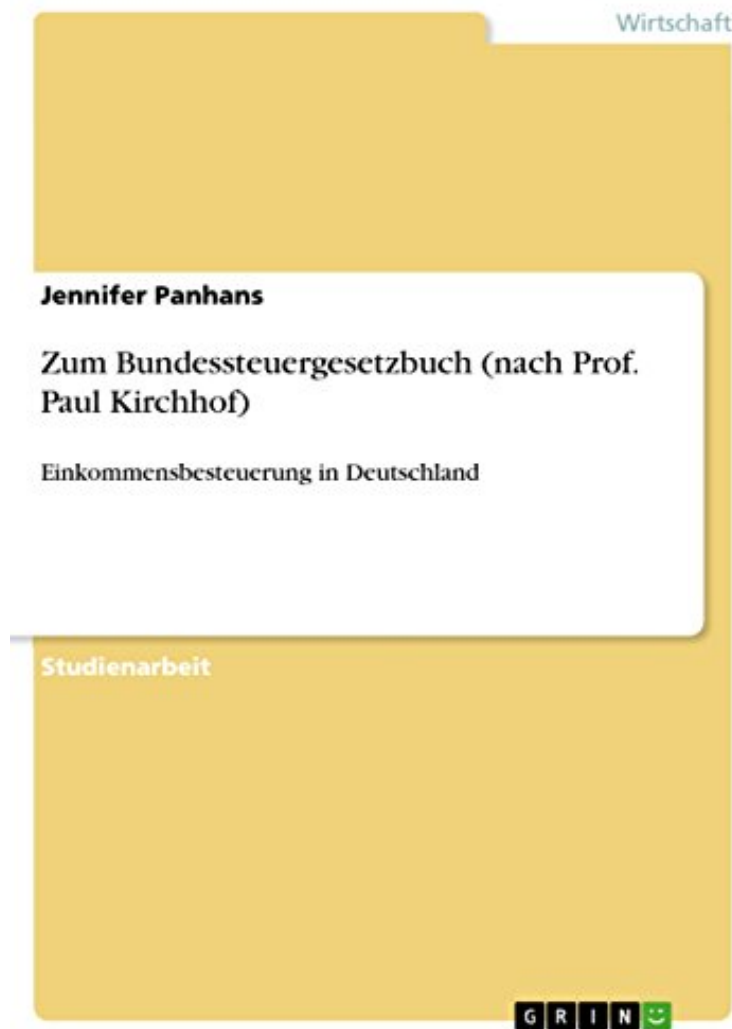 Wirtschaft
Jennifer Panhans
Zum Bundessteuergesetzbuch (nach Prof.
Paul Kirchhof)
Einkommensbesteuerung in Deutschland
Studienarbeit
GRIN